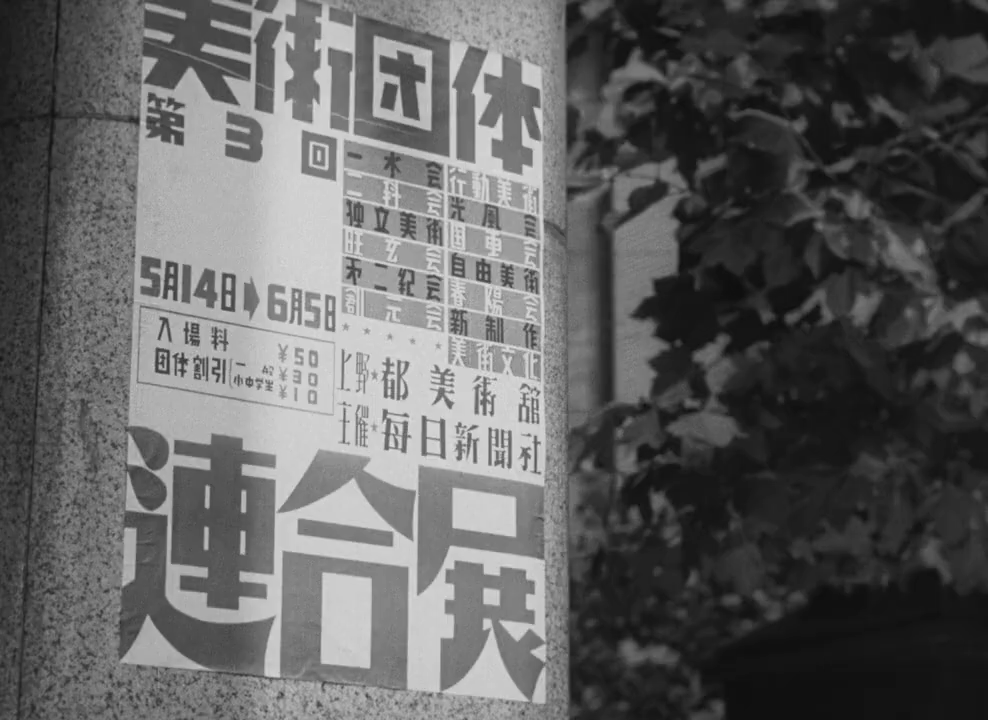 美術団体
第3回
一水会 行動美術
二科会 光風会
独立美術 国画会
旺玄会 自由美術
第二紀会 春陽会
創元会 新制作
美術文化
5月14日→6月5日
入場料 ¥50
団体割引(一般 ¥30
小中学生 ¥10
上野★都美術館
主催★毎日新聞社
連合展